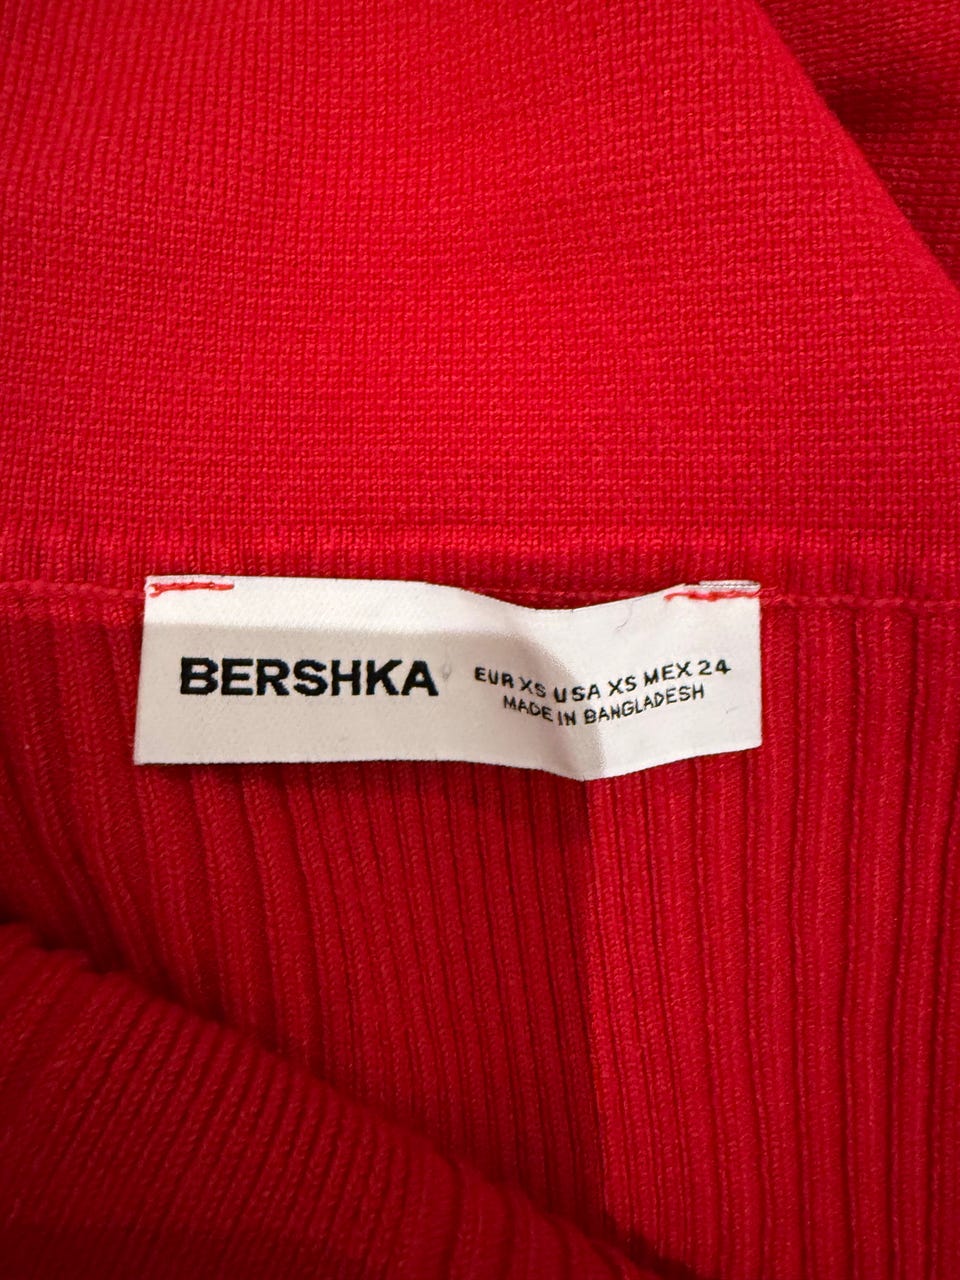 BERSHKA
EUR XS USA XS MEX 24
MADE IN BANGLADESH